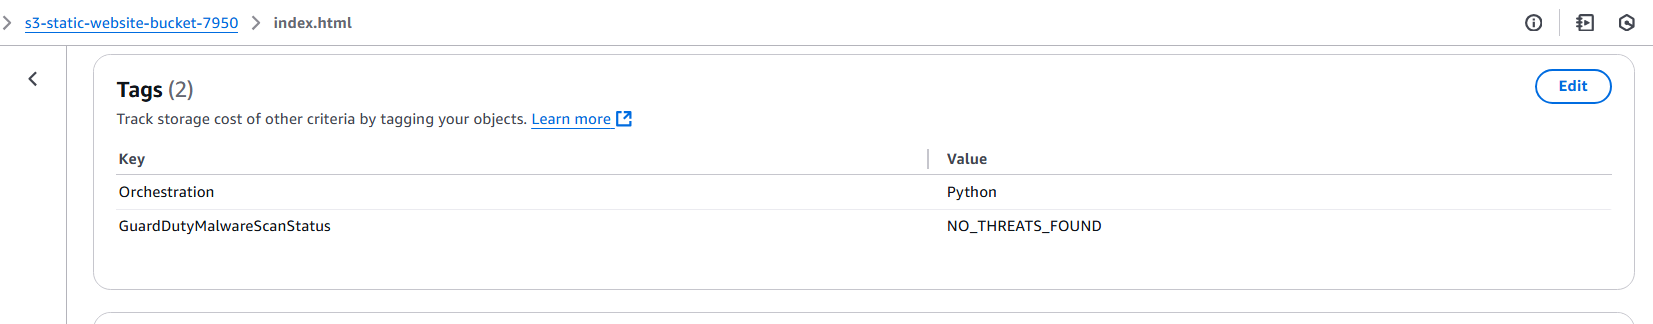 s3-static-website-bucket-7950 > index.html
Tags (2)
Edit
Track storage cost of other criteria by tagging your objects. Learn more
Key Value
Orchestration Python
GuardDutyMalwareScanStatus NO_THREATS_FOUND